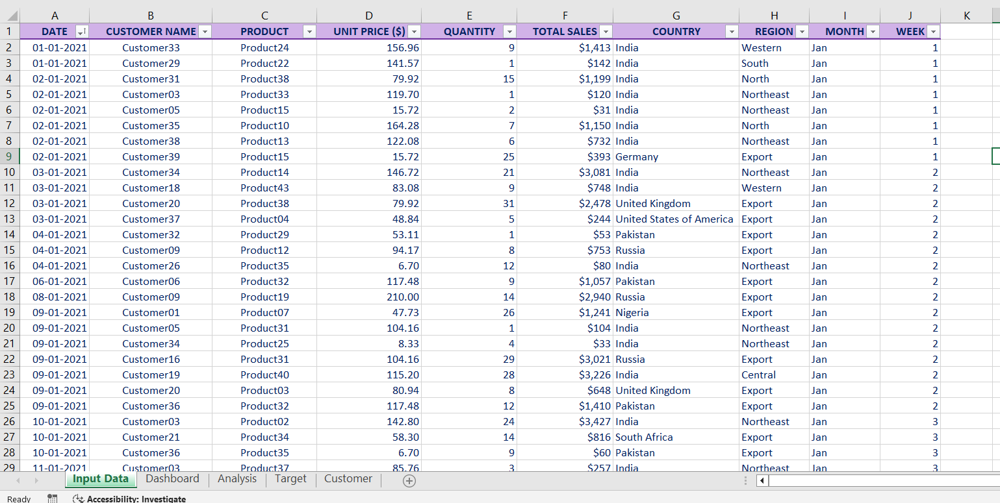 A B C D E F G H I J K
1 DATE CUSTOMER NAME PRODUCT UNIT PRICE ($) QUANTITY TOTAL SALES COUNTRY REGION MONTH WEEK
2 01-01-2021 Customer33 Product24 156.96 9 $1,413 India Western Jan 1
3 01-01-2021 Customer29 Product22 141.57 1 $142 India South Jan 1
4 02-01-2021 Customer31 Product38 79.92 15 $1,199 India North Jan 1
5 02-01-2021 Customer03 Product33 119.70 1 $120 India Northeast Jan 1
6 02-01-2021 Customer05 Product15 15.72 2 $31 India Northeast Jan 1
7 02-01-2021 Customer35 Product10 164.28 7 $1,150 India North Jan 1
8 02-01-2021 Customer38 Product13 122.08 6 $732 India Northeast Jan 1
9 02-01-2021 Customer39 Product15 15.72 25 $393 Germany Export Jan 1
10 03-01-2021 Customer34 Product14 146.72 21 $3,081 India Northeast Jan 2
11 03-01-2021 Customer18 Product43 83.08 9 $748 India Western Jan 2
12 03-01-2021 Customer20 Product38 79.92 31 $2,478 United Kingdom Export Jan 2
13 03-01-2021 Customer37 Product04 48.84 5 $244 United States of America Export Jan 2
14 04-01-2021 Customer32 Product29 53.11 1 $53 Pakistan Export Jan 2
15 04-01-2021 Customer09 Product12 94.17 8 $753 Russia Export Jan 2
16 04-01-2021 Customer26 Product35 6.70 12 $80 India Northeast Jan 2
17 06-01-2021 Customer06 Product32 117.48 9 $1,057 Pakistan Export Jan 2
18 08-01-2021 Customer09 Product19 210.00 14 $2,940 Russia Export Jan 2
19 09-01-2021 Customer01 Product07 47.73 26 $1,241 Nigeria Export Jan 2
20 09-01-2021 Customer05 Product31 104.16 1 $104 India Northeast Jan 2
21 09-01-2021 Customer34 Product25 8.33 4 $33 India Northeast Jan 2
22 09-01-2021 Customer16 Product31 104.16 29 $3,021 Russia Export Jan 2
23 09-01-2021 Customer19 Product40 115.20 28 $3,226 India Central Jan 2
24 09-01-2021 Customer20 Product03 80.94 8 $648 United Kingdom Export Jan 2
25 09-01-2021 Customer36 Product32 117.48 12 $1,410 Pakistan Export Jan 2
26 10-01-2021 Customer03 Product02 142.80 24 $3,427 India Northeast Jan 3
27 10-01-2021 Customer21 Product34 58.30 14 $816 South Africa Export Jan 3
28 10-01-2021 Customer36 Product35 6.70 9 $60 Pakistan Export Jan 3
29 11-01-2021 Customer03 Product37 85.76 3 $257 India Northeast Jan 3
Input Data Dashboard Analysis Target Customer
Ready Accessibility: Investigate